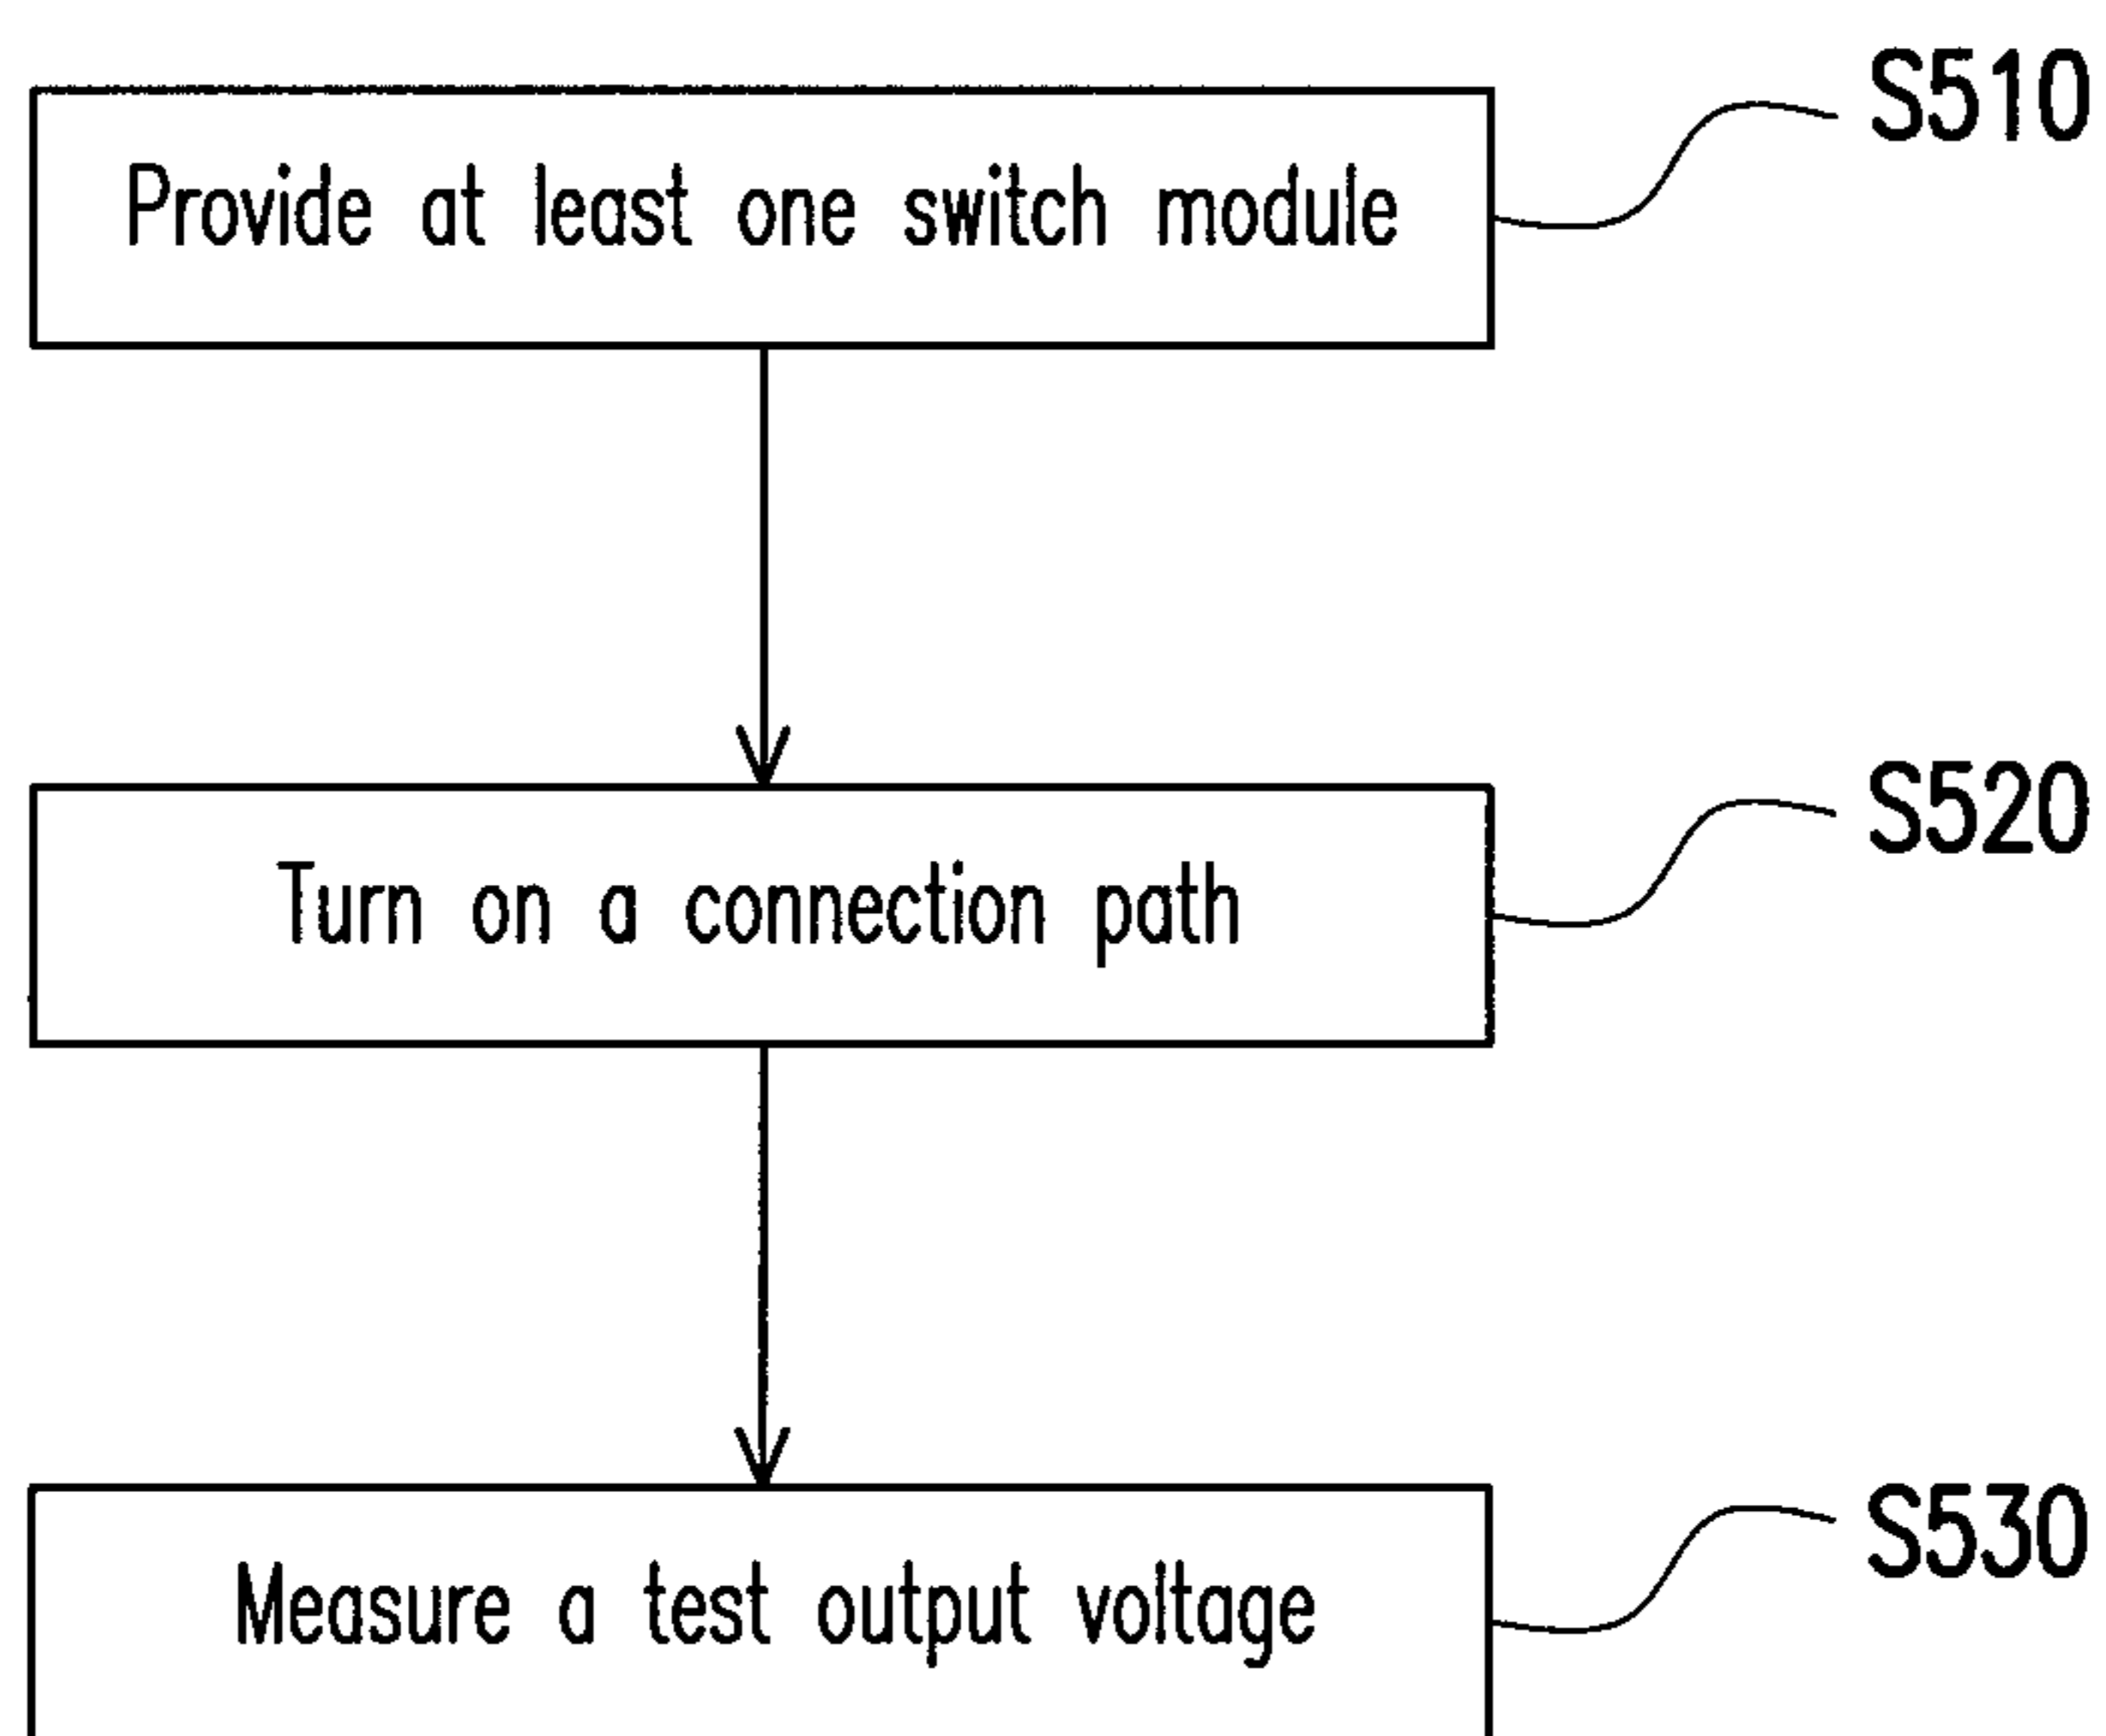 S510
Provide at least one switch module
S520
Turn on a connection path
S530
Measure a test output voltage